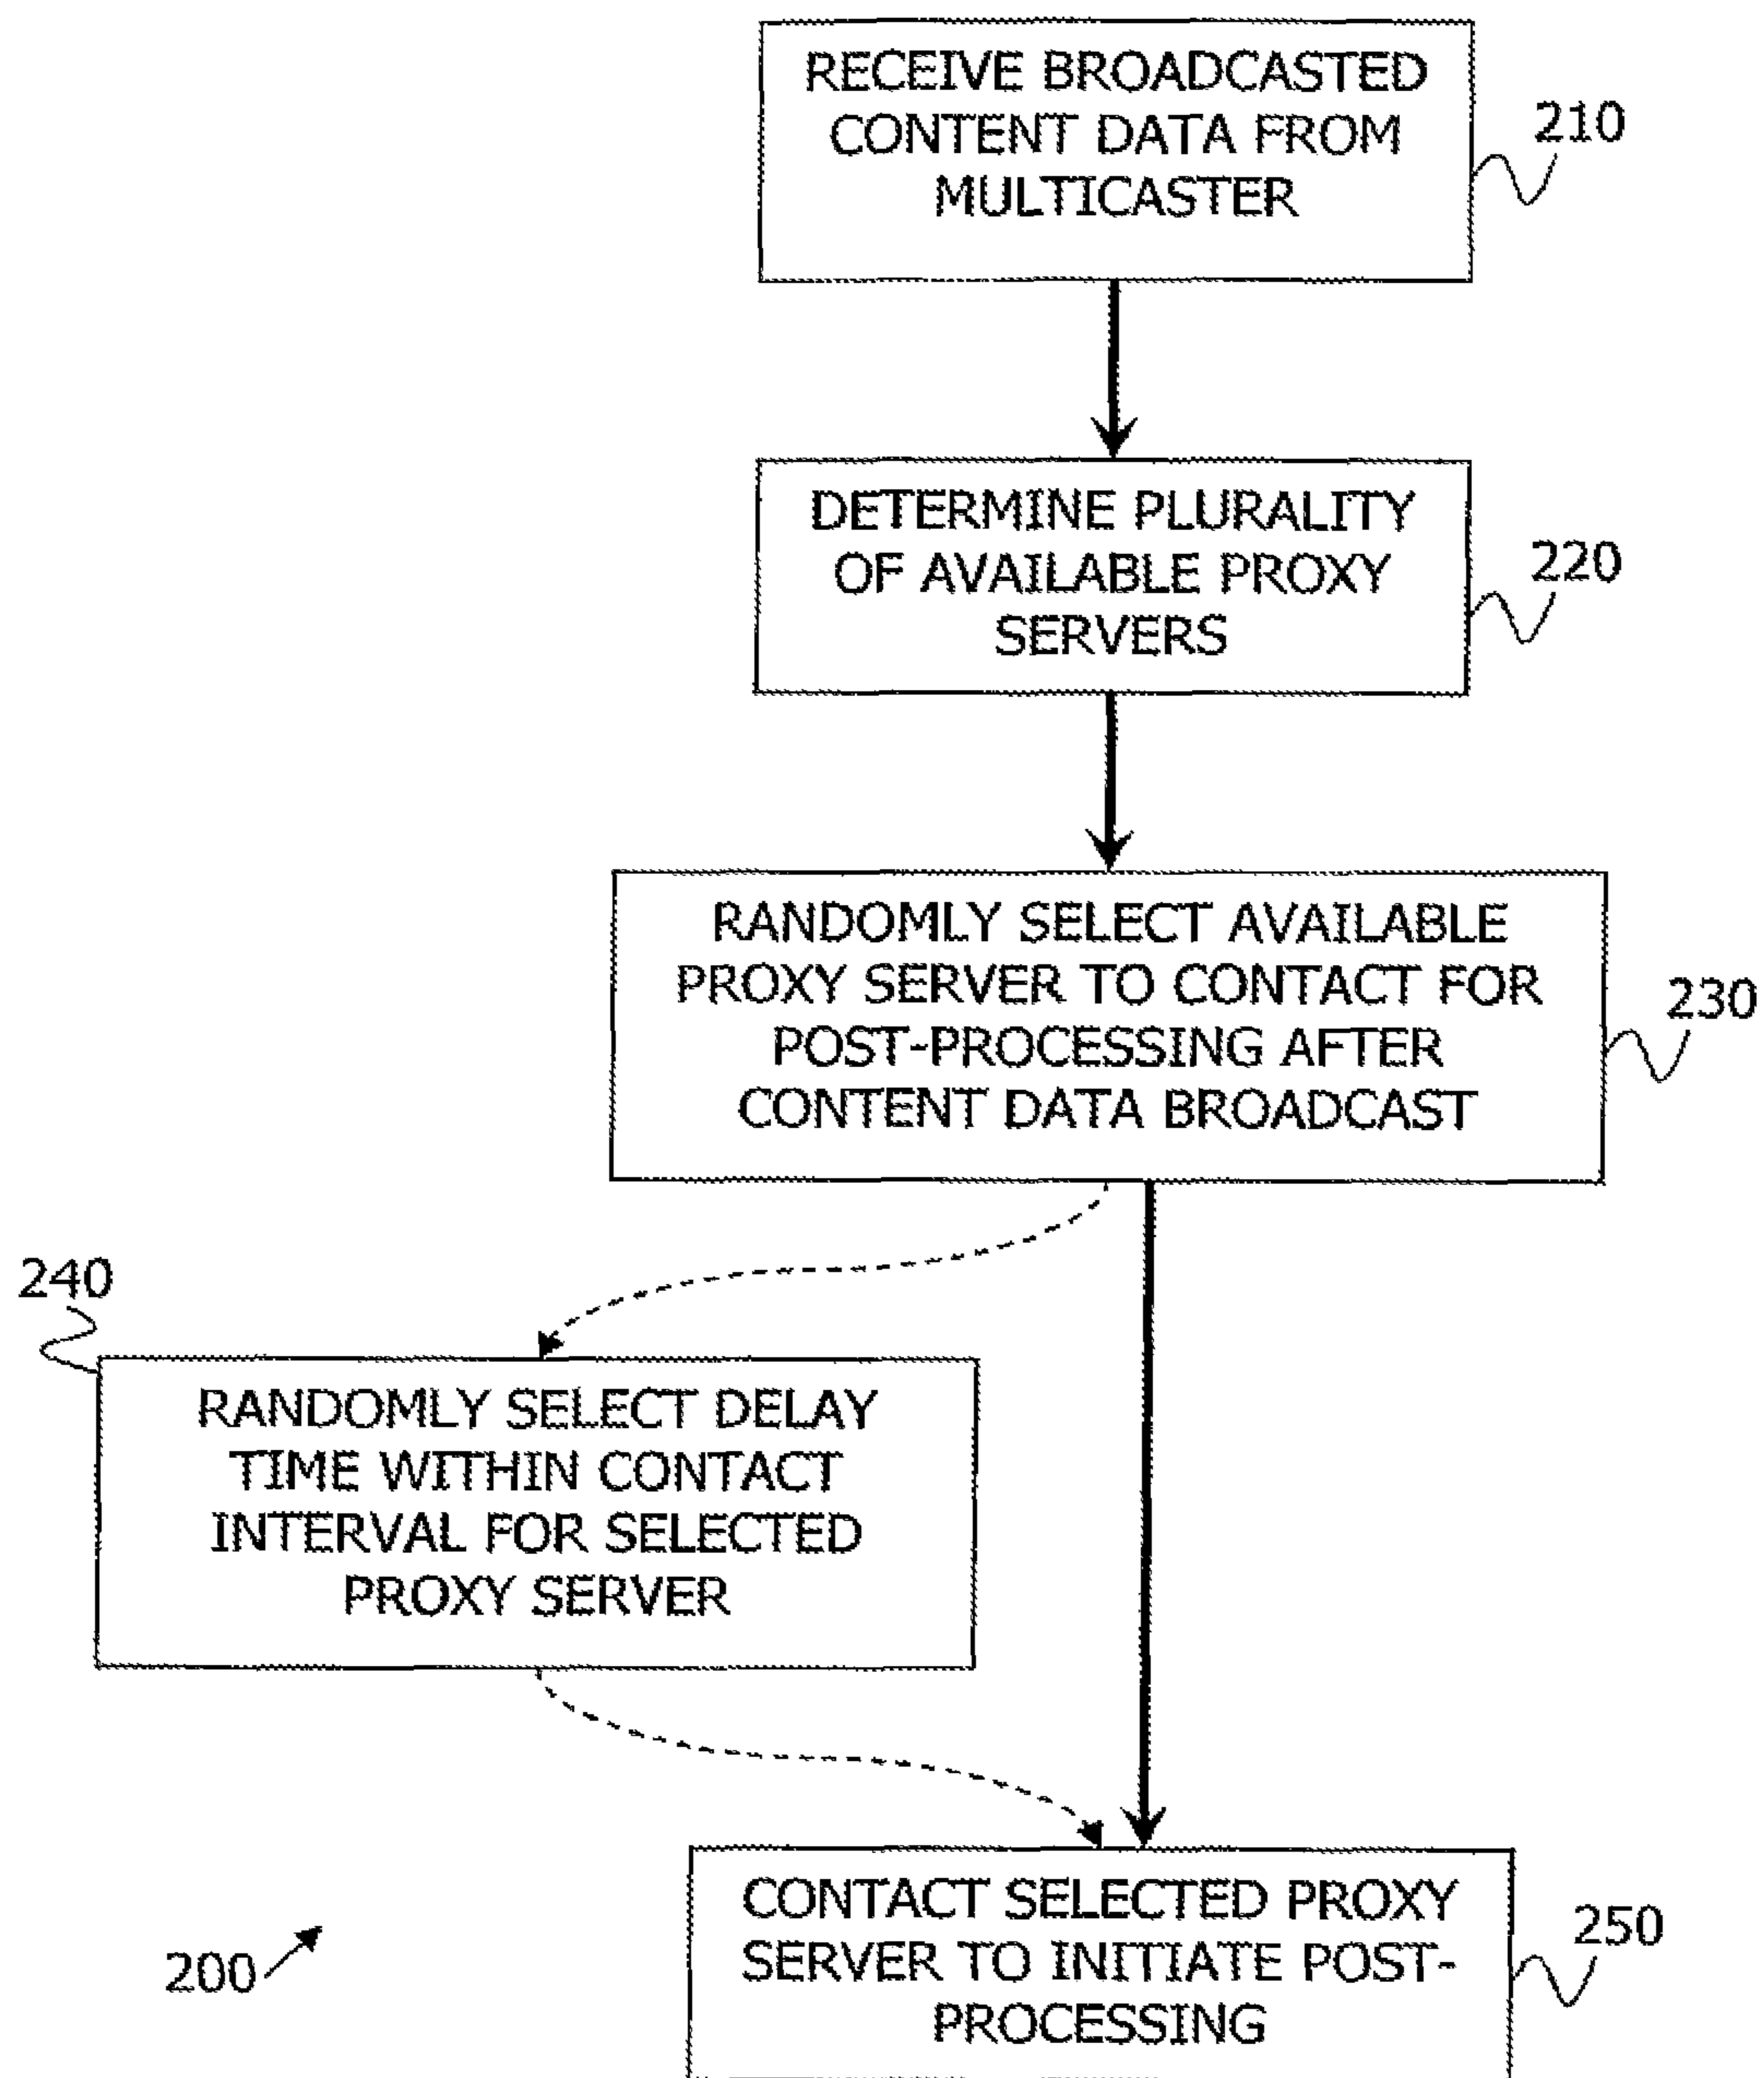 RECEIVE BROADCASTED
CONTENT DATA FROM
MULTICASTER
210
DETERMINE PLURALITY
OF AVAILABLE PROXY
SERVERS
220
RANDOMLY SELECT AVAILABLE
PROXY SERVER TO CONTACT FOR
POST-PROCESSING AFTER
CONTENT DATA BROADCAST
230
240
RANDOMLY SELECT DELAY
TIME WITHIN CONTACT
INTERVAL FOR SELECTED
PROXY SERVER
CONTACT SELECTED PROXY
SERVER TO INITIATE POST-
PROCESSING
250
200